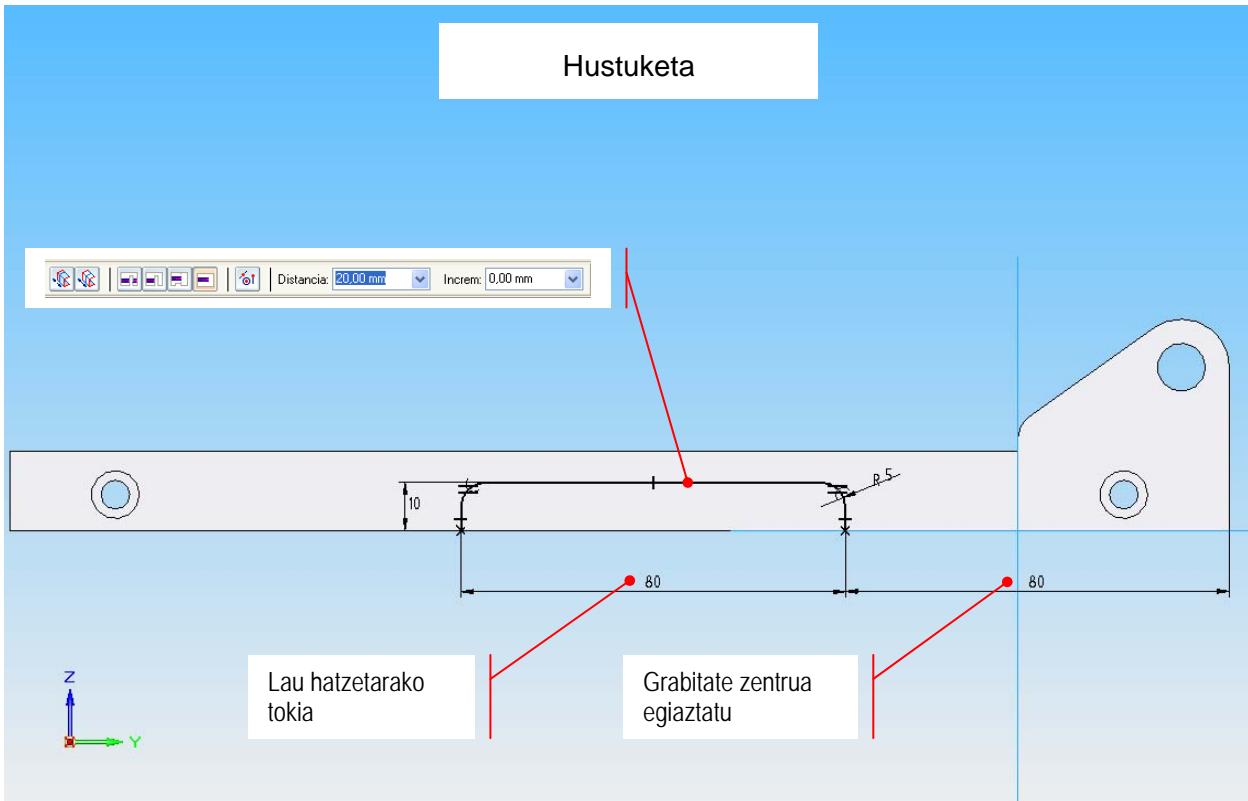 Hustuketa
Distancia: 20,00 mm Increm: 0,00 mm
R 5
10
80 80
Lau hatzetarako
tokia
Grabitate zentrua
egiaztatu
Z
Y